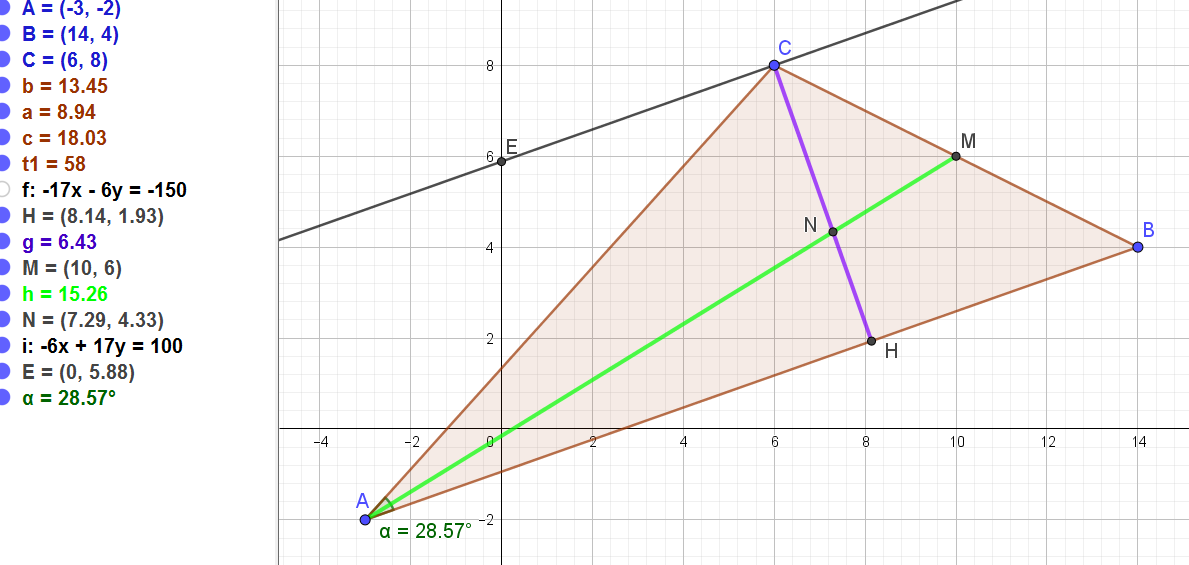 A = (-3, -2)
B = (14, 4)
C = (6, 8)
b = 13.45
a = 8.94
c = 18.03
t1 = 58
f: -17x - 6y = -150
H = (8.14, 1.93)
g = 6.43
M = (10, 6)
h = 15.26
N = (7.29, 4.33)
i: -6x + 17y = 100
E = (0, 5.88)
α = 28.57°
C
8
E
6
M
N
B
4
2
H
−4
−2
0
2
4
6
8
10
12
14
A
−2
α = 28.57°